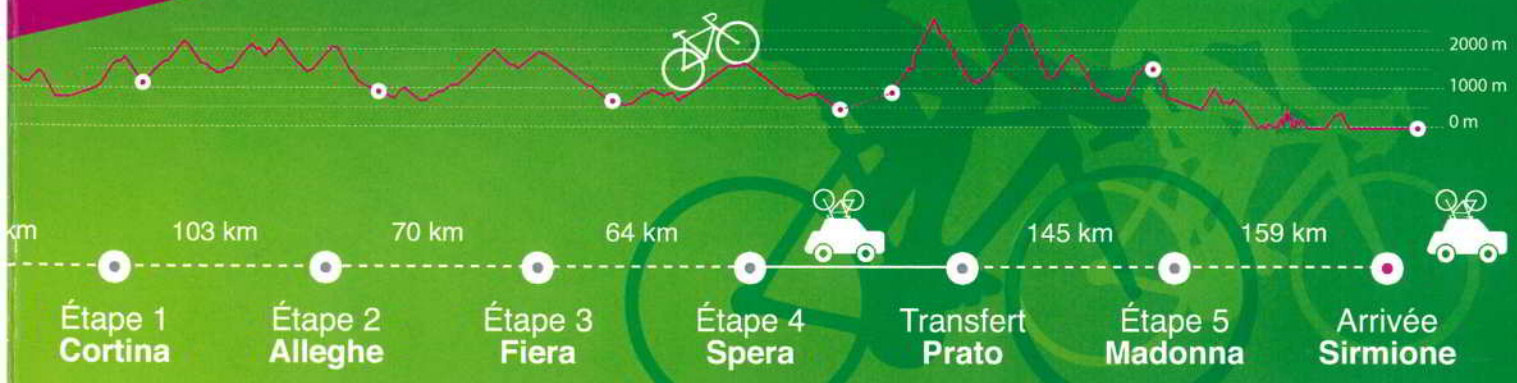 2000 m
1000 m
0 m
km 103 km 70 km 64 km 145 km 159 km
Étape 1 Étape 2 Étape 3 Étape 4 Transfert Étape 5 Arrivée
Cortina Alleghe Fiera Spera Prato Madonna Sirmione